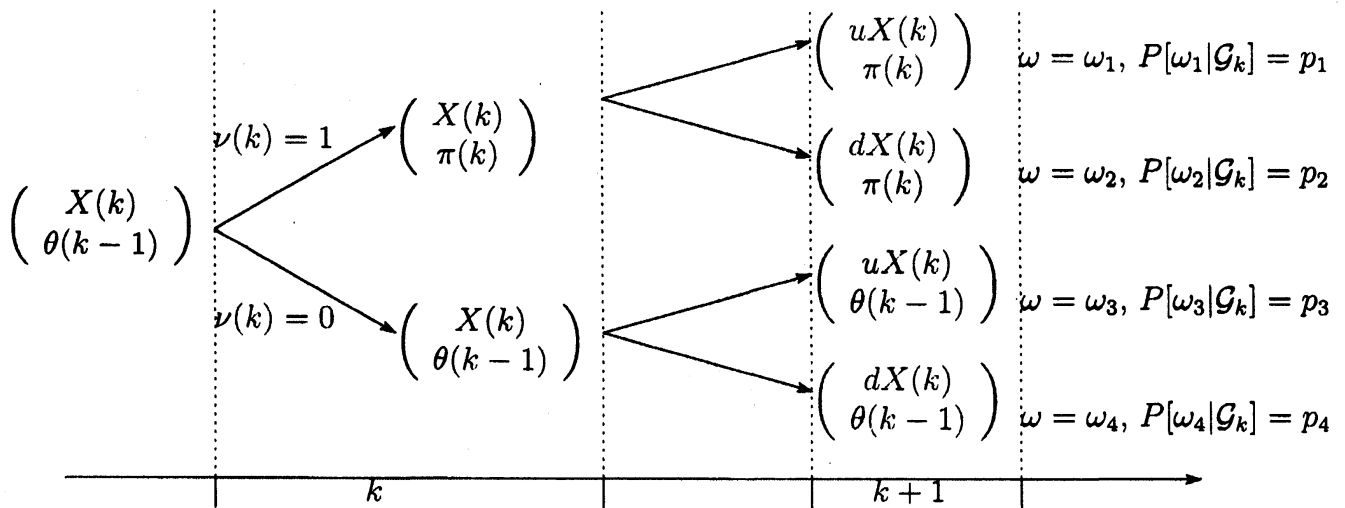 ( uX(k) π(k) ) ω = ω₁, P[ω₁|𝒢ₖ] = p₁
ν(k) = 1
( X(k) π(k) )
( dX(k) π(k) ) ω = ω₂, P[ω₂|𝒢ₖ] = p₂
( X(k) θ(k − 1) )
( uX(k) θ(k − 1) ) ω = ω₃, P[ω₃|𝒢ₖ] = p₃
ν(k) = 0
( X(k) θ(k − 1) )
( dX(k) θ(k − 1) ) ω = ω₄, P[ω₄|𝒢ₖ] = p₄
k
k + 1